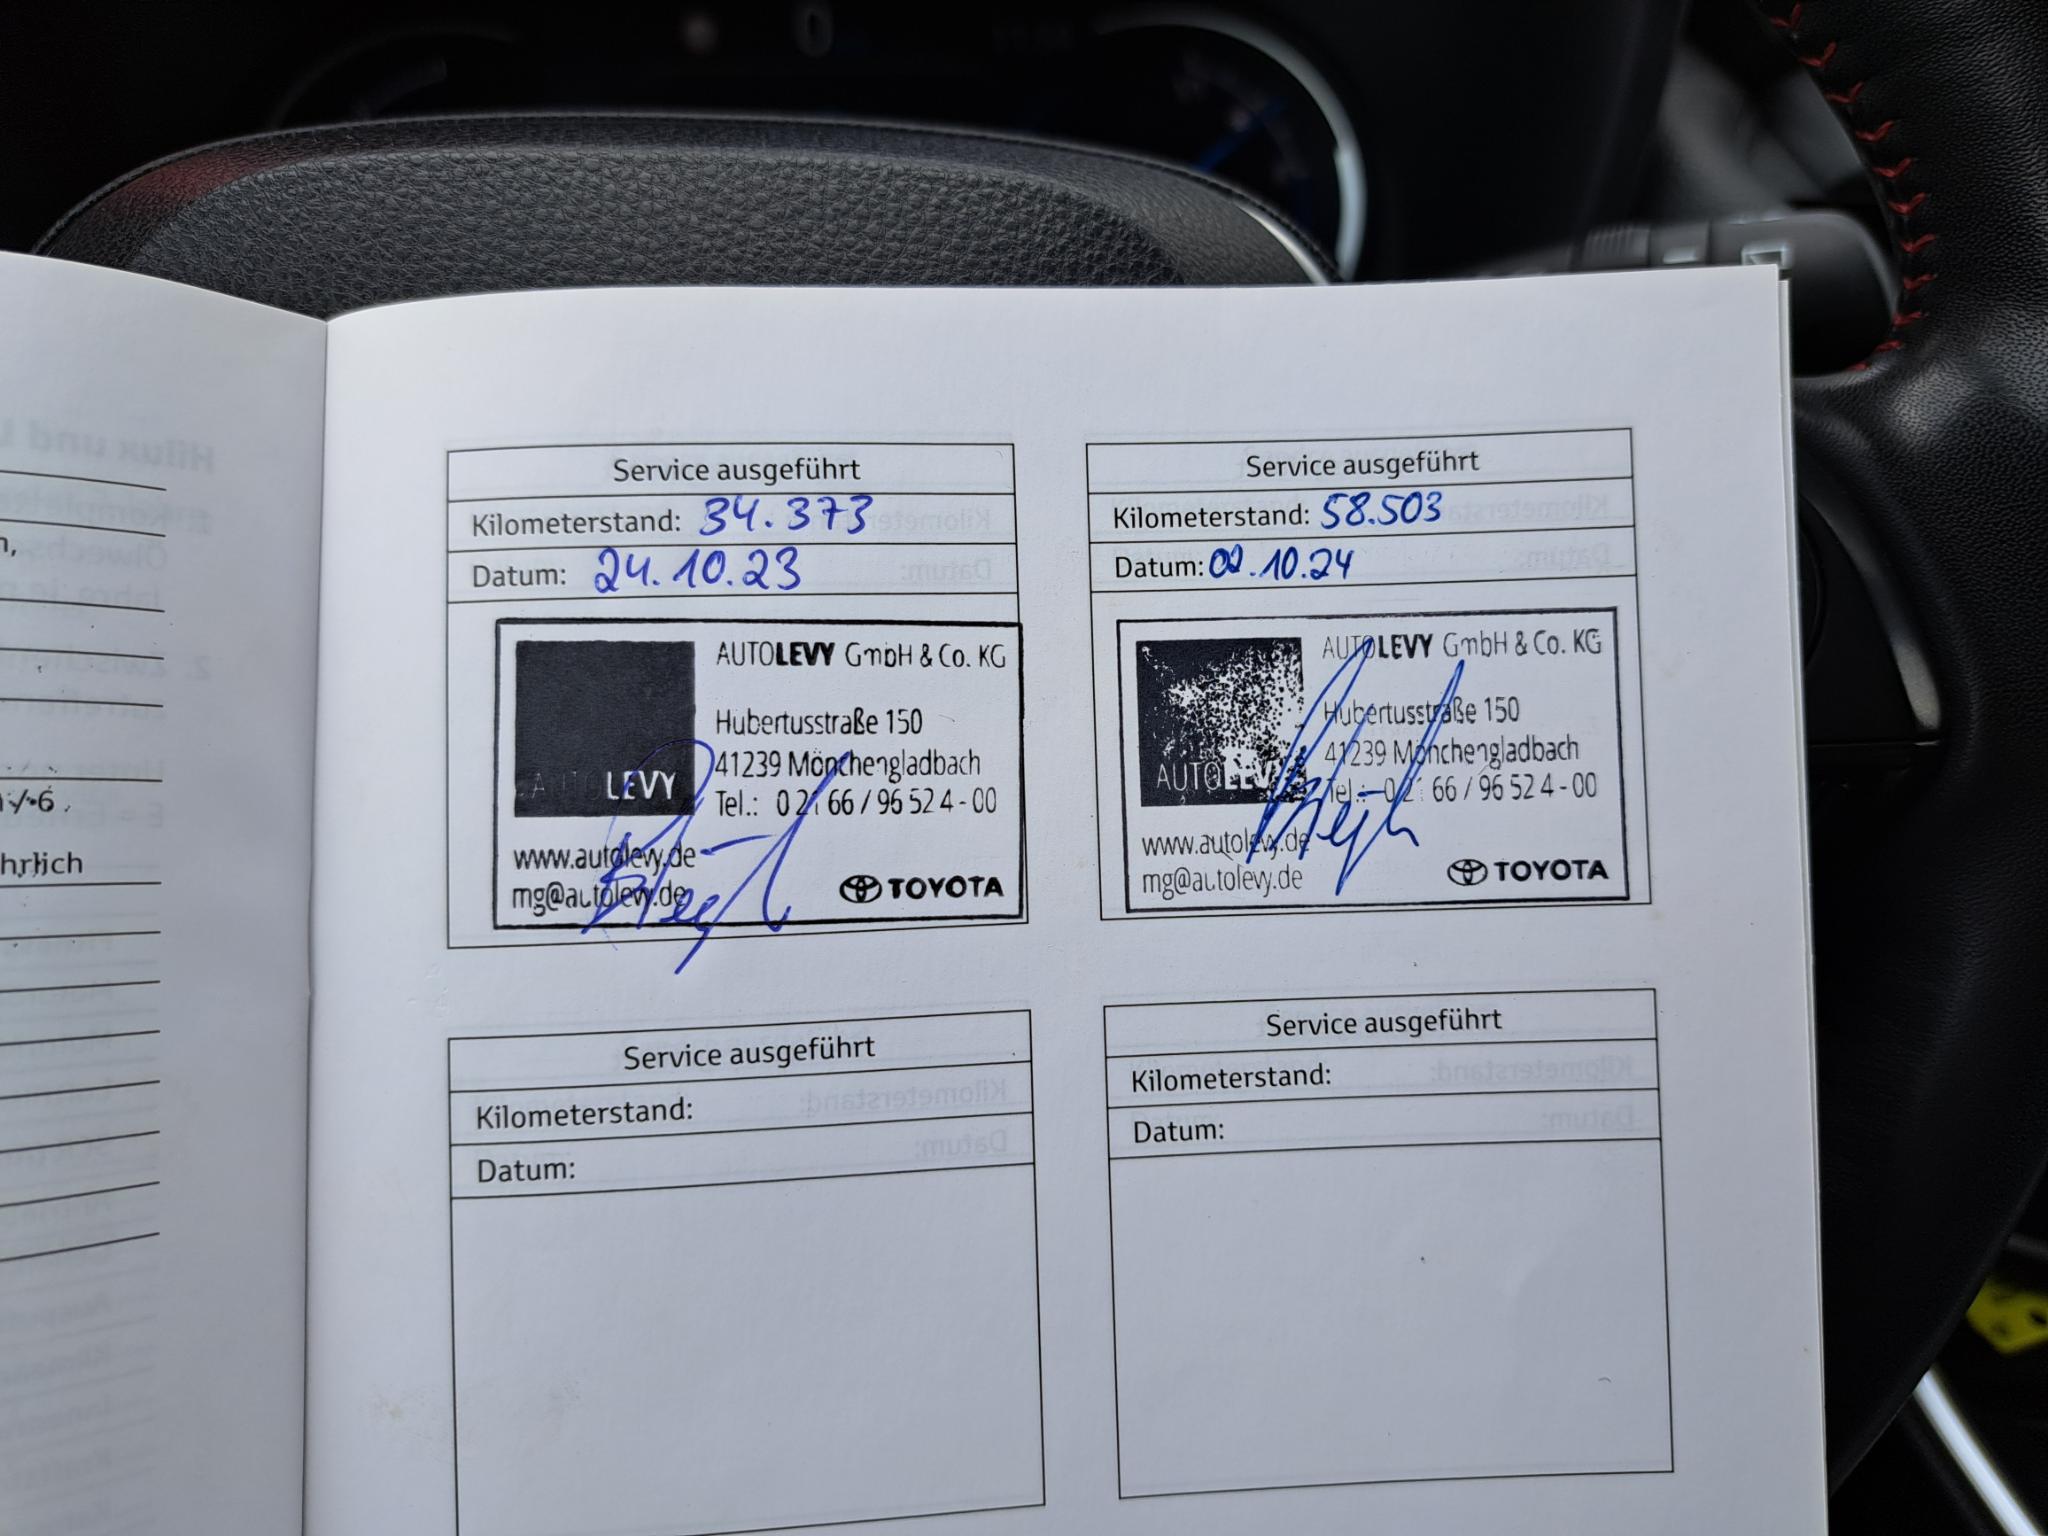 Service ausgeführt
Kilometerstand: 34.373
Datum: 24.10.23
AUTOLEVY GmbH & Co. KG
Hubertusstraße 150
41239 Mönchengladbach
Tel.: 0 21 66 / 96 52 4 - 00
AUTOLEVY
www.autolevy.de
mg@autolevy.de
TOYOTA
Service ausgeführt
Kilometerstand: 58.503
Datum: 02.10.24
AUTOLEVY GmbH & Co. KG
Hubertusstraße 150
41239 Mönchengladbach
Tel.: 0 21 66 / 96 52 4 - 00
AUTOLEVY
www.autolevy.de
mg@autolevy.de
TOYOTA
Service ausgeführt
Kilometerstand:
Datum:
Service ausgeführt
Kilometerstand:
Datum: